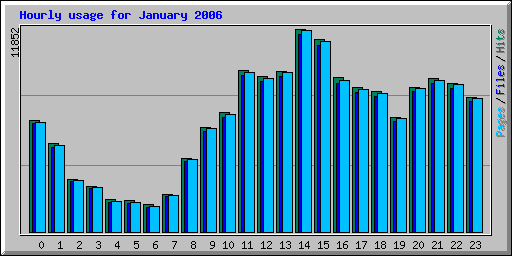 Hourly usage for January 2006
11852
Pages/Files/Hits
0 1 2 3 4 5 6 7 8 9 10 11 12 13 14 15 16 17 18 19 20 21 22 23